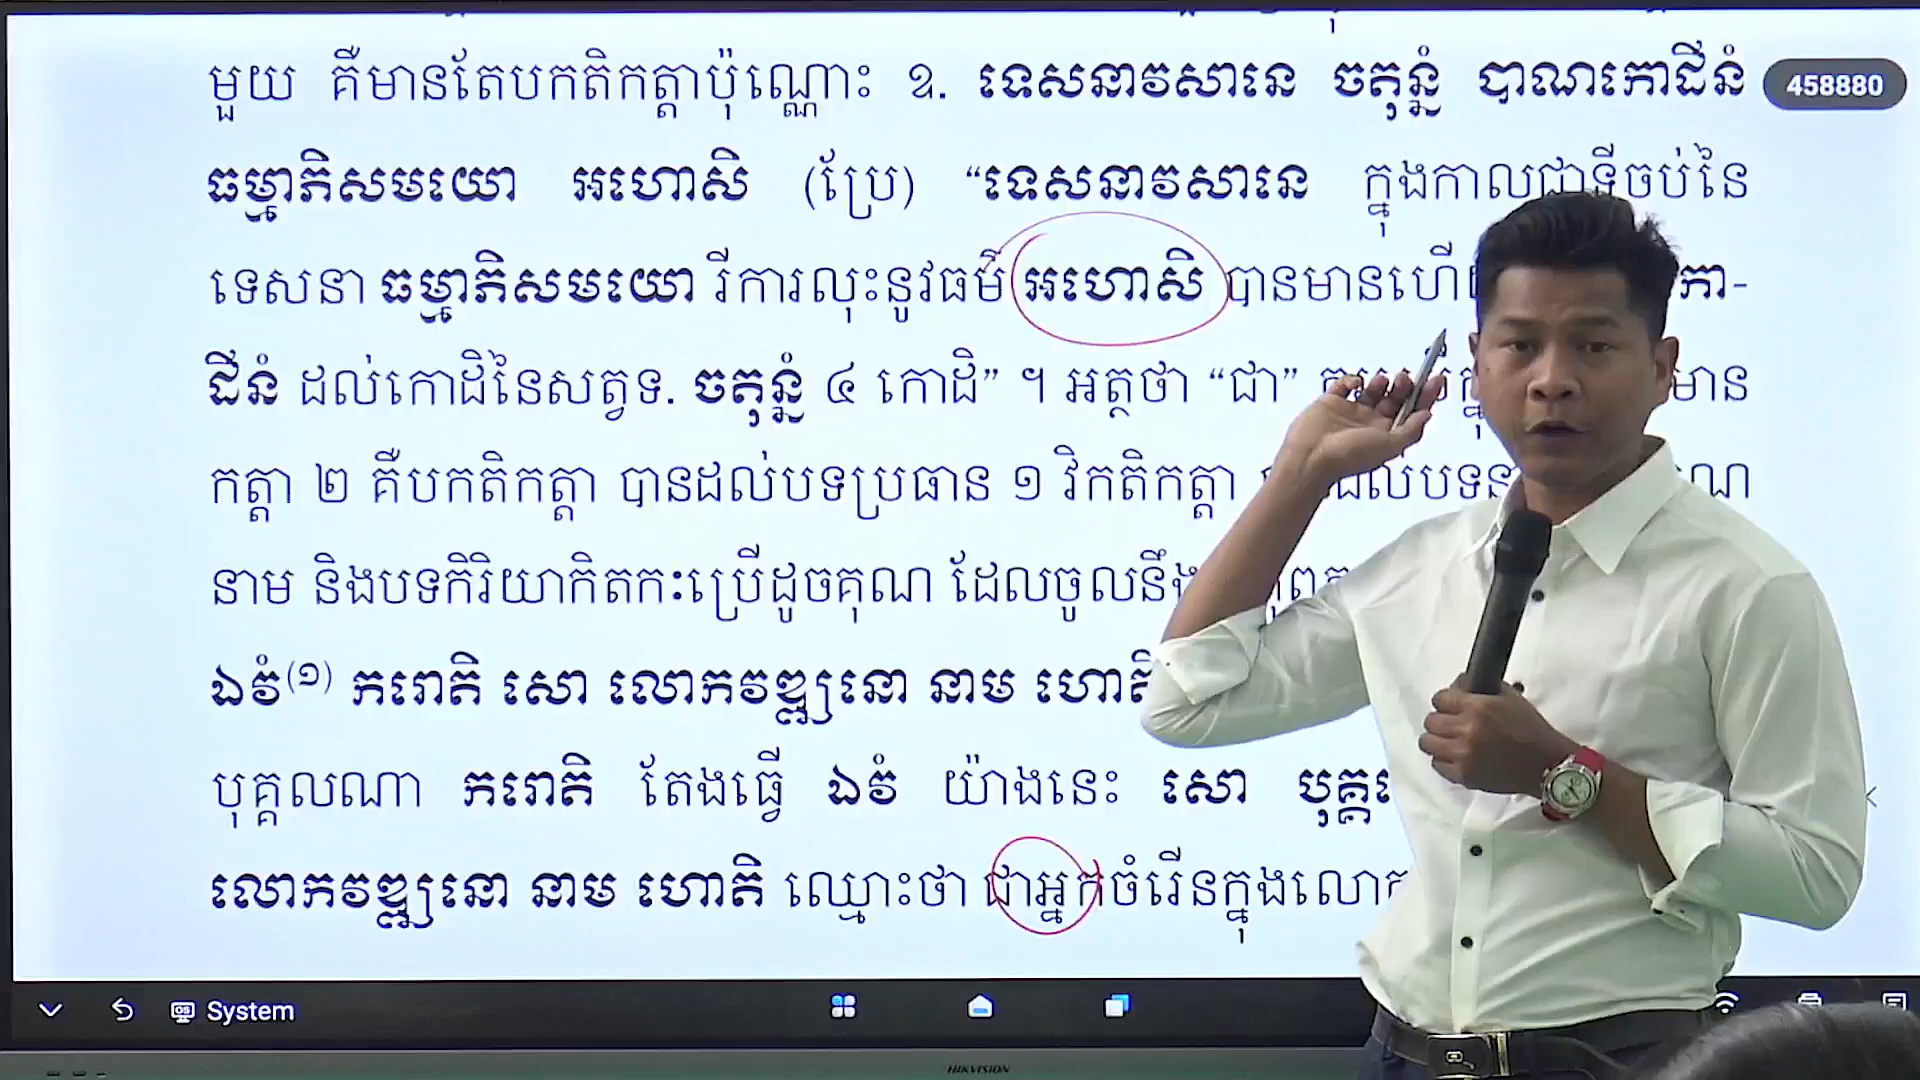 មួយ គឺមានតែបកតិកត្តាប៉ុណ្ណោះ ឧ. ទេសនាវសានេ ចតុន្នំ បាណកោដីនំ
458880
ធម្មាភិសមយោ អហោសិ (ប្រែ) “ទេសនាវសានេ ក្នុងកាលជាទីចប់នៃ
ទេសនា ធម្មាភិសមយោ រីការលុះនូវធម៌ អហោសិ បានមានហើ កោ-
ដីនំ ដល់កោដិនៃសត្វទ. ចតុន្នំ ៤ កោដិ” ។ អត្ថថា “ជា” មាន
កត្តា ២ គឺបកតិកត្តា បានដល់បទប្រធាន ១ វិកតិកត្តា
នាម និងបទកិរិយាកិតកៈប្រើដូចគុណ ដែលចូលនឹង
ឯវំ(១) ករោតិ សោ លោកវឌ្ឍនោ នាម ហោតិ
បុគ្គលណា ករោតិ តែងធ្វើ ឯវំ យ៉ាងនេះ សោ
លោកវឌ្ឍនោ នាម ហោតិ ឈ្មោះថា ជាអ្នកចំរើនក្នុងលោក
System
HIKVISION